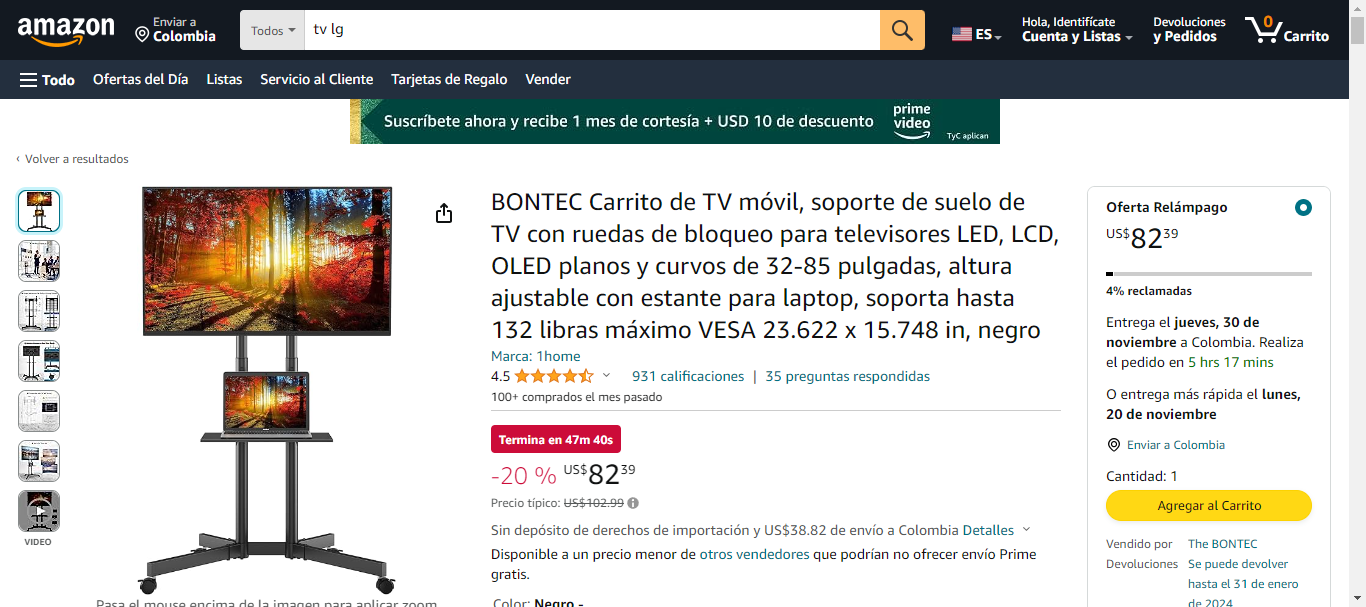 amazon
Enviar a
Colombia
Todos
tv lg
ES
Hola, Identifícate
Cuenta y Listas
Devoluciones
y Pedidos
0
Carrito
Todo
Ofertas del Día
Listas
Servicio al Cliente
Tarjetas de Regalo
Vender
Suscríbete ahora y recibe 1 mes de cortesía + USD 10 de descuento
prime
video
TyC aplican
‹ Volver a resultados
VIDEO
Pasa el mouse encima de la imagen para aplicar zoom
BONTEC Carrito de TV móvil, soporte de suelo de
TV con ruedas de bloqueo para televisores LED, LCD,
OLED planos y curvos de 32-85 pulgadas, altura
ajustable con estante para laptop, soporta hasta
132 libras máximo VESA 23.622 x 15.748 in, negro
Marca: 1home
4.5
931 calificaciones | 35 preguntas respondidas
100+ comprados el mes pasado
Termina en 47m 40s
-20 % US$82 39
Precio típico: US$102.99
Sin depósito de derechos de importación y US$38.82 de envío a Colombia Detalles
Disponible a un precio menor de otros vendedores que podrían no ofrecer envío Prime
gratis.
Color: Negro -
Oferta Relámpago
US$82 39
4% reclamadas
Entrega el jueves, 30 de
noviembre a Colombia. Realiza
el pedido en 5 hrs 17 mins
O entrega más rápida el lunes,
20 de noviembre
Enviar a Colombia
Cantidad: 1
Agregar al Carrito
Vendido por The BONTEC
Devoluciones Se puede devolver
hasta el 31 de enero
de 2024